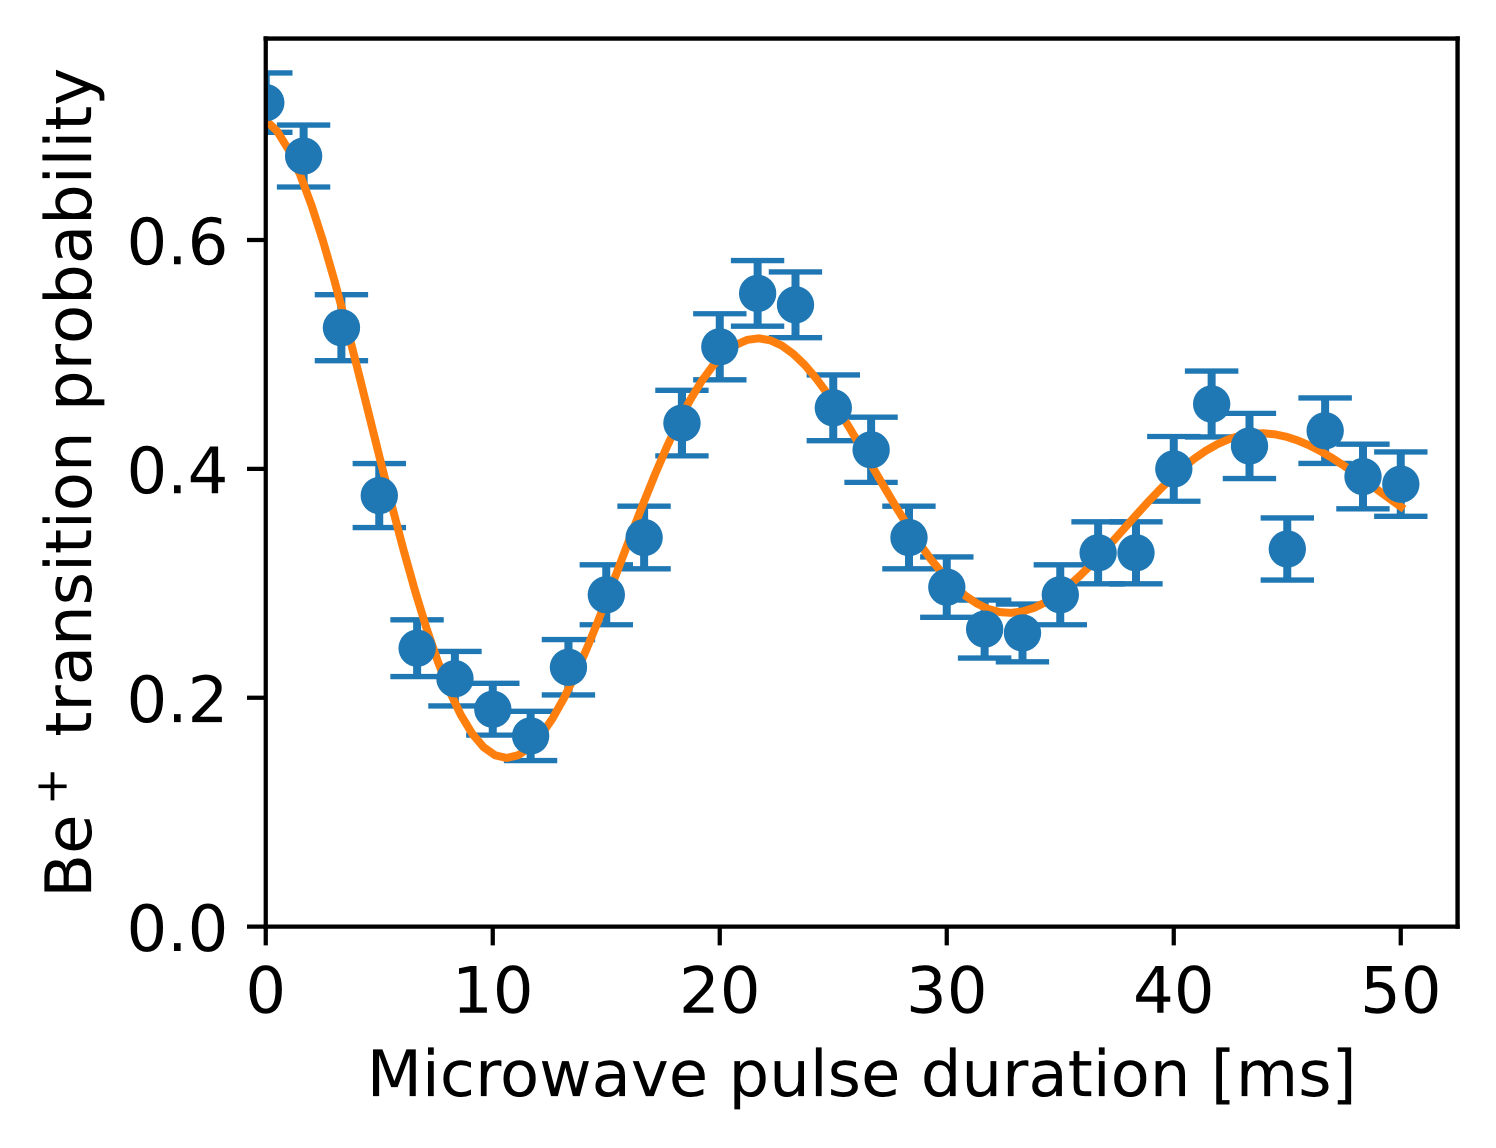 Be⁺ transition probability
0.6
0.4
0.2
0.0
0 10 20 30 40 50
Microwave pulse duration [ms]